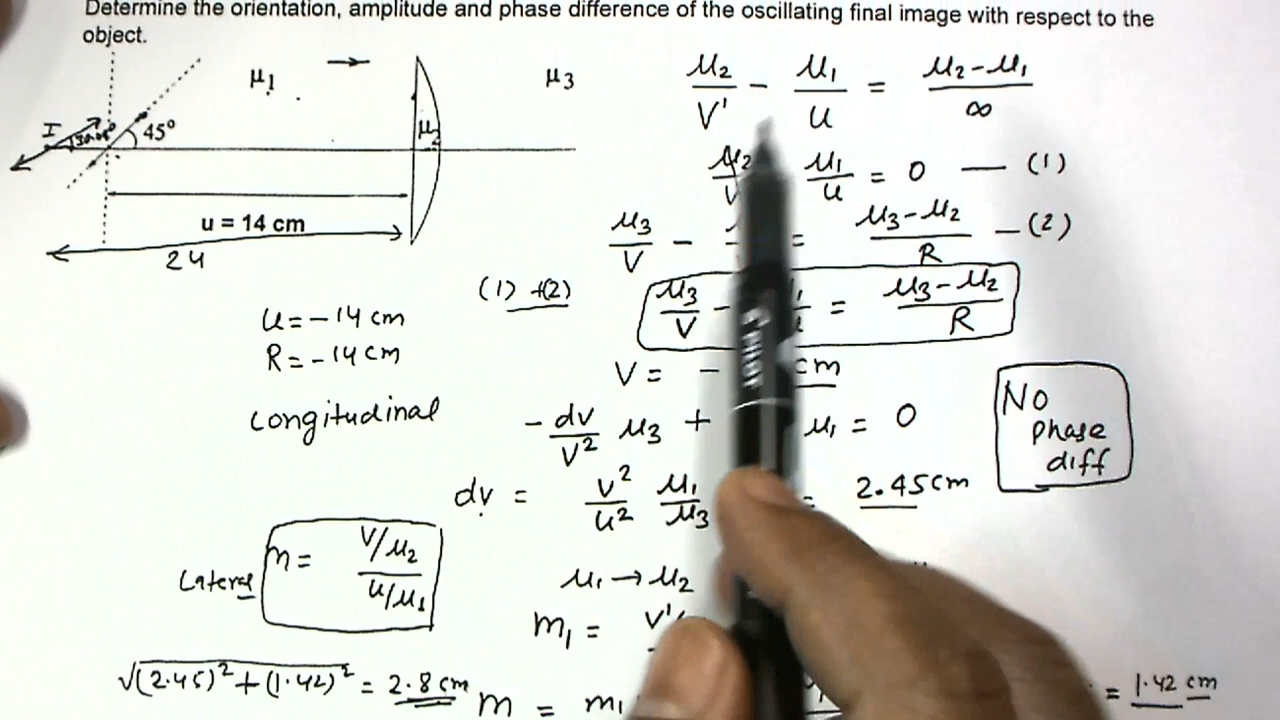 Determine the orientation, amplitude and phase difference of the oscillating final image with respect to the
object.
μ1
μ3
μ2
I
30.06°
45°
u = 14 cm
24
μ2/V' - μ1/u = (μ2-μ1)/∞
μ2/V' μ1/u = 0 — (1)
μ3/V - = (μ3-μ2)/R — (2)
(1)+(2)
μ3/V - = (μ3-μ2)/R
u = -14 cm
R = -14 cm
V = - cm
Longitudinal
-dv/V² μ3 + μ1 = 0
No
phase
diff
dv = V²/u² μ1/μ3 = 2.45 cm
Lateral
m = (V/μ2)/(u/μ1)
μ1 → μ2
m1 = V'/
√(2.45)²+(1.42)² = 2.8 cm
m = m1
= 1.42 cm